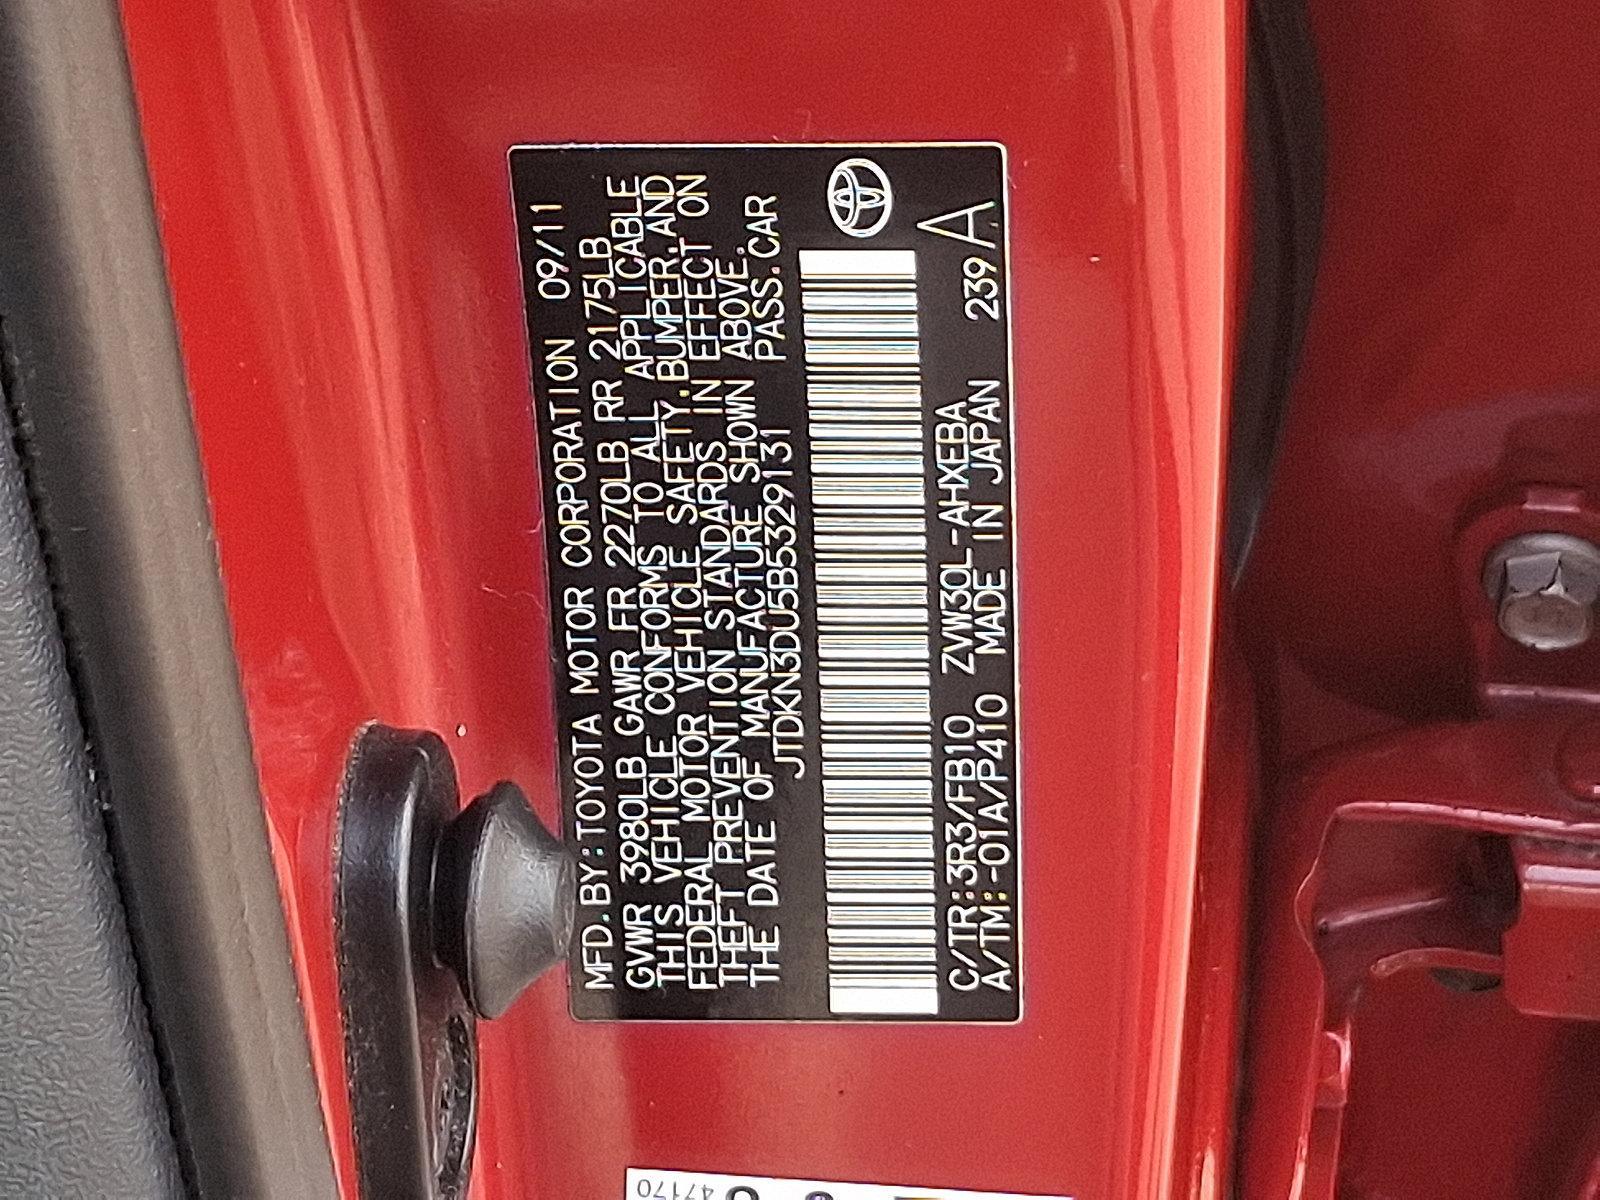 MFD.BY:TOYOTA MOTOR CORPORATION 09/11
GVWR 3980LB GAWR FR 2270LB RR 2175LB
THIS VEHICLE CONFORMS TO ALL APPLICABLE
FEDERAL MOTOR VEHICLE SAFETY,BUMPER,AND
THEFT PREVENTION STANDARDS IN EFFECT ON
THE DATE OF MANUFACTURE SHOWN ABOVE.
JTDKN3DU5B5329131 PASS.CAR
C/TR:3R3/FB10 ZVW30L-AHXEBA
A/TM:-01A/P410 MADE IN JAPAN 239 A
47170